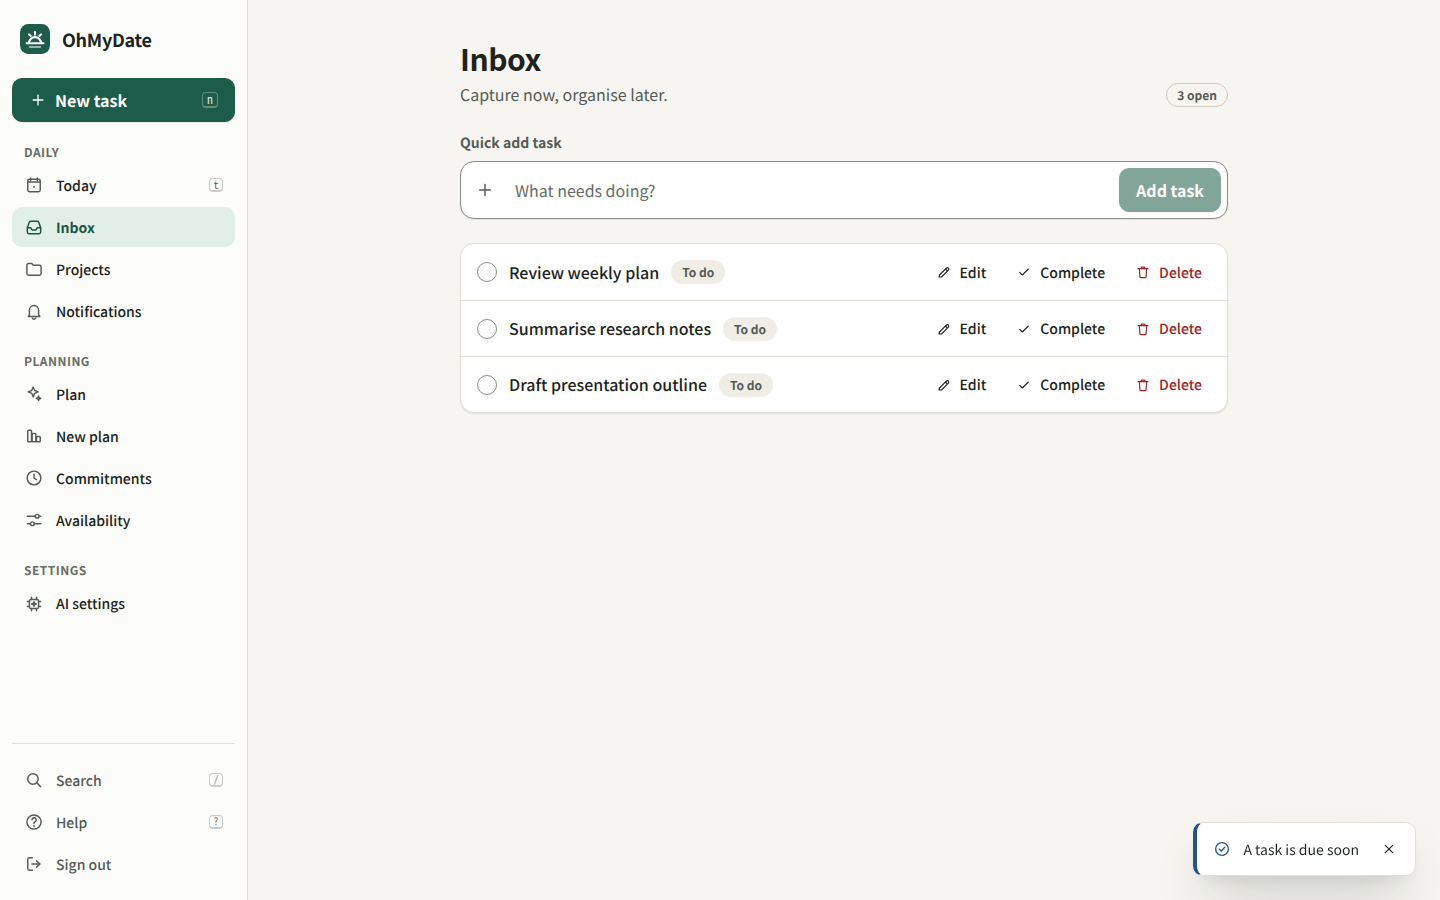 OhMyDate
New task n
DAILY
Today t
Inbox
Projects
Notifications
PLANNING
Plan
New plan
Commitments
Availability
SETTINGS
AI settings
Search /
Help ?
Sign out
Inbox
Capture now, organise later.
3 open
Quick add task
What needs doing? Add task
Review weekly plan To do Edit Complete Delete
Summarise research notes To do Edit Complete Delete
Draft presentation outline To do Edit Complete Delete
A task is due soon